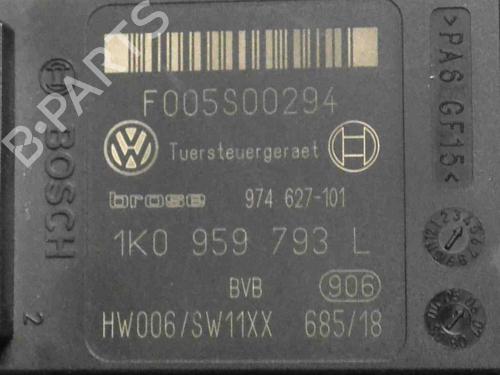 F005S00294
Tuersteuergeraet
brose 974 627-101
1K0 959 793 L
BVB 906
HW006/SW11XX 685/18
BOSCH
2
>PA6 GF15<
B-PARTS